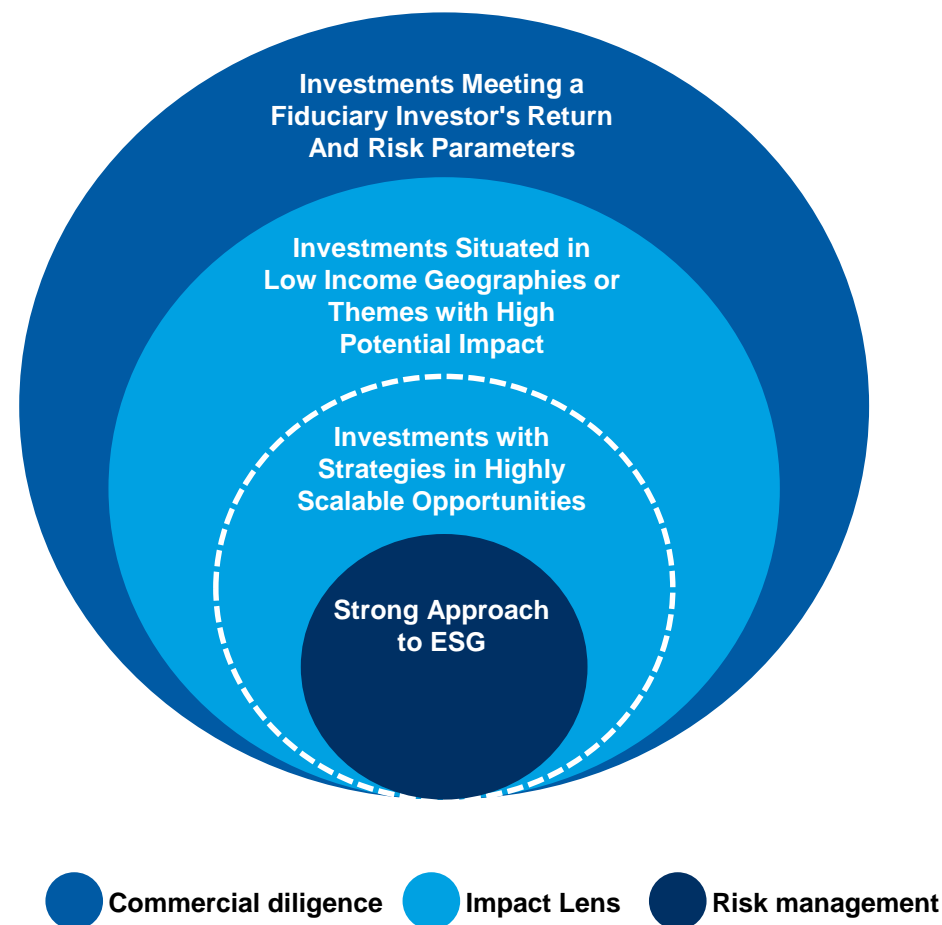 Investments Meeting a
Fiduciary Investor's Return
And Risk Parameters
Investments Situated in
Low Income Geographies or
Themes with High
Potential Impact
Investments with
Strategies in Highly
Scalable Opportunities
Strong Approach
to ESG
Commercial diligence
Impact Lens
Risk management